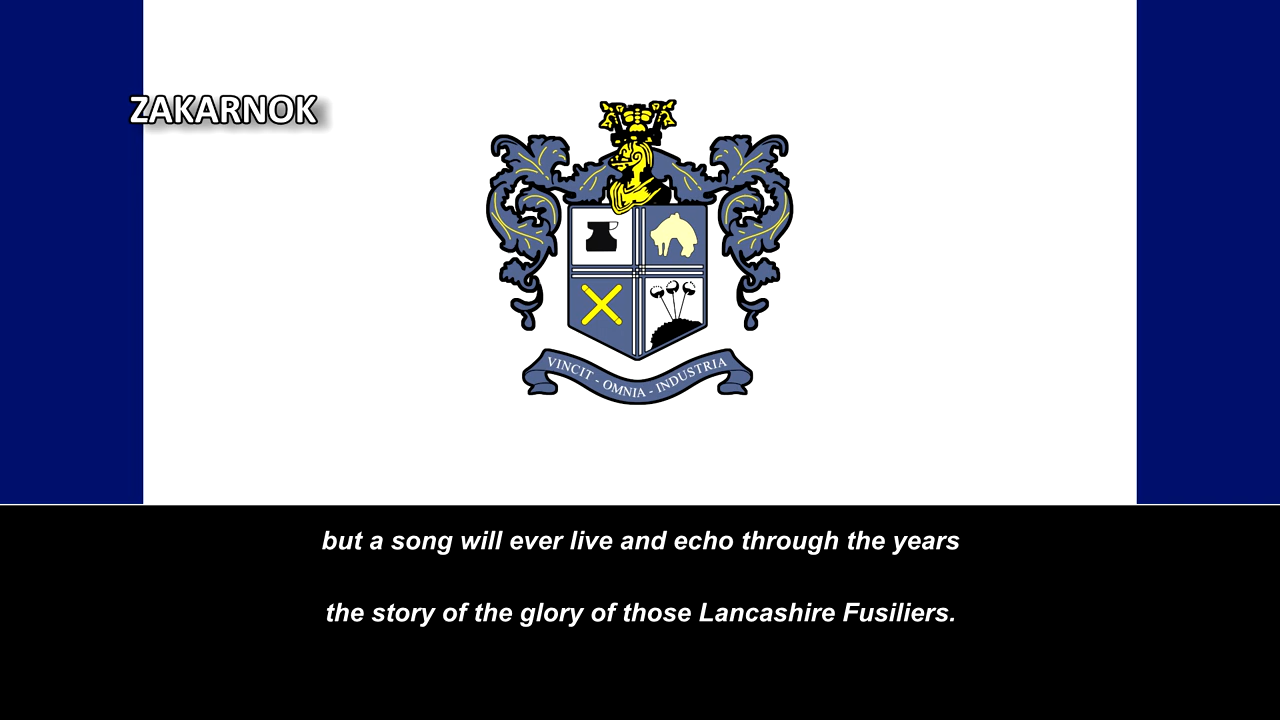 ZAKARNOK
VINCIT - OMNIA - INDUSTRIA
but a song will ever live and echo through the years
the story of the glory of those Lancashire Fusiliers.